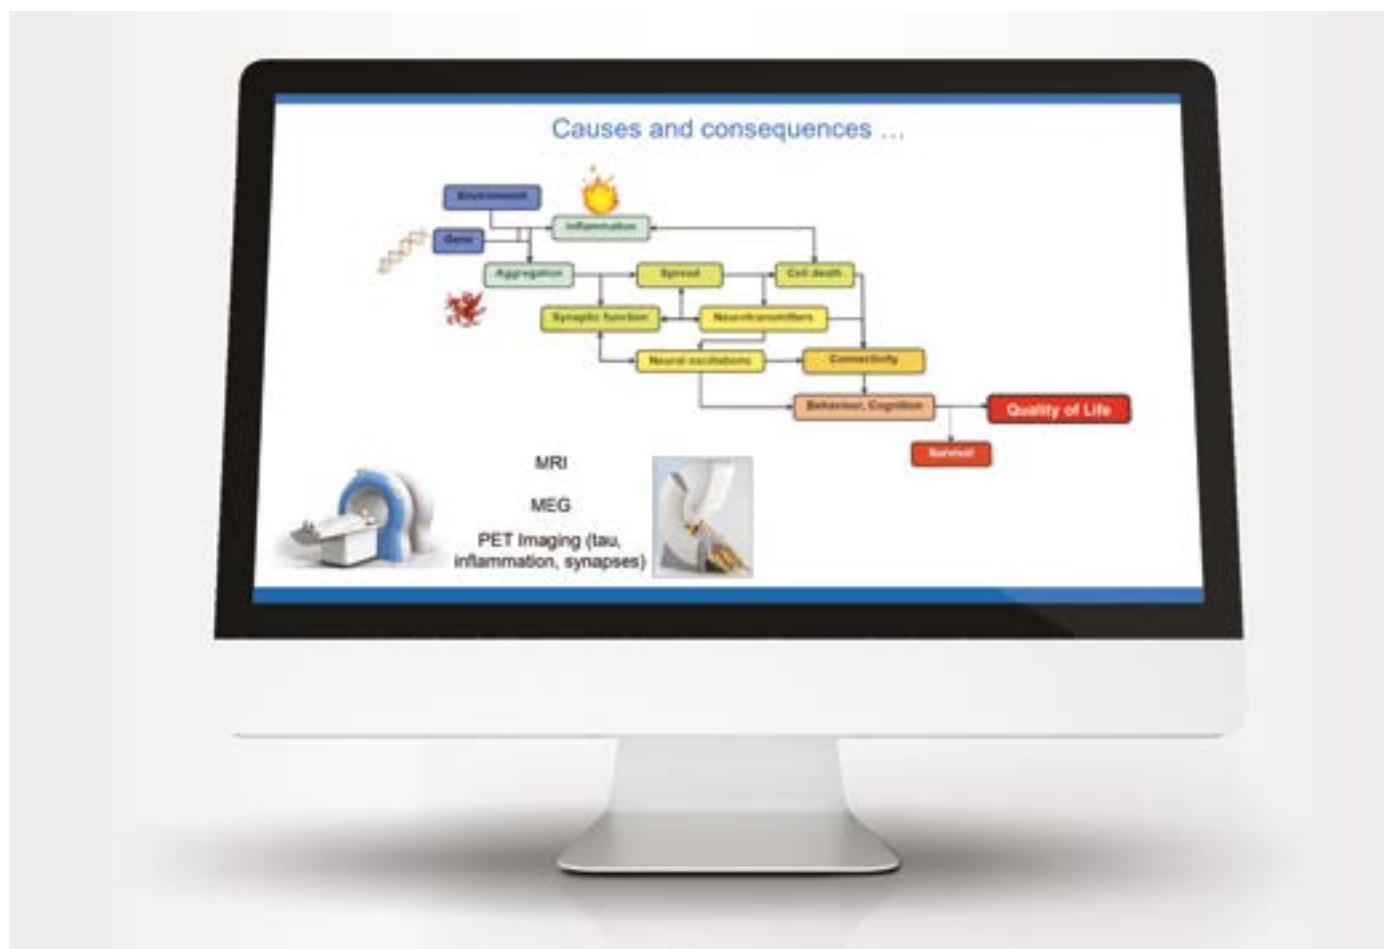 Causes and consequences ...
Environment
Gene
Inflammation
Aggregation
Spread
Cell death
Synaptic function
Neurotransmitters
Neural oscillations
Connectivity
Behaviour, Cognition
Quality of Life
Survival
MRI
MEG
PET Imaging (tau,
inflammation, synapses)